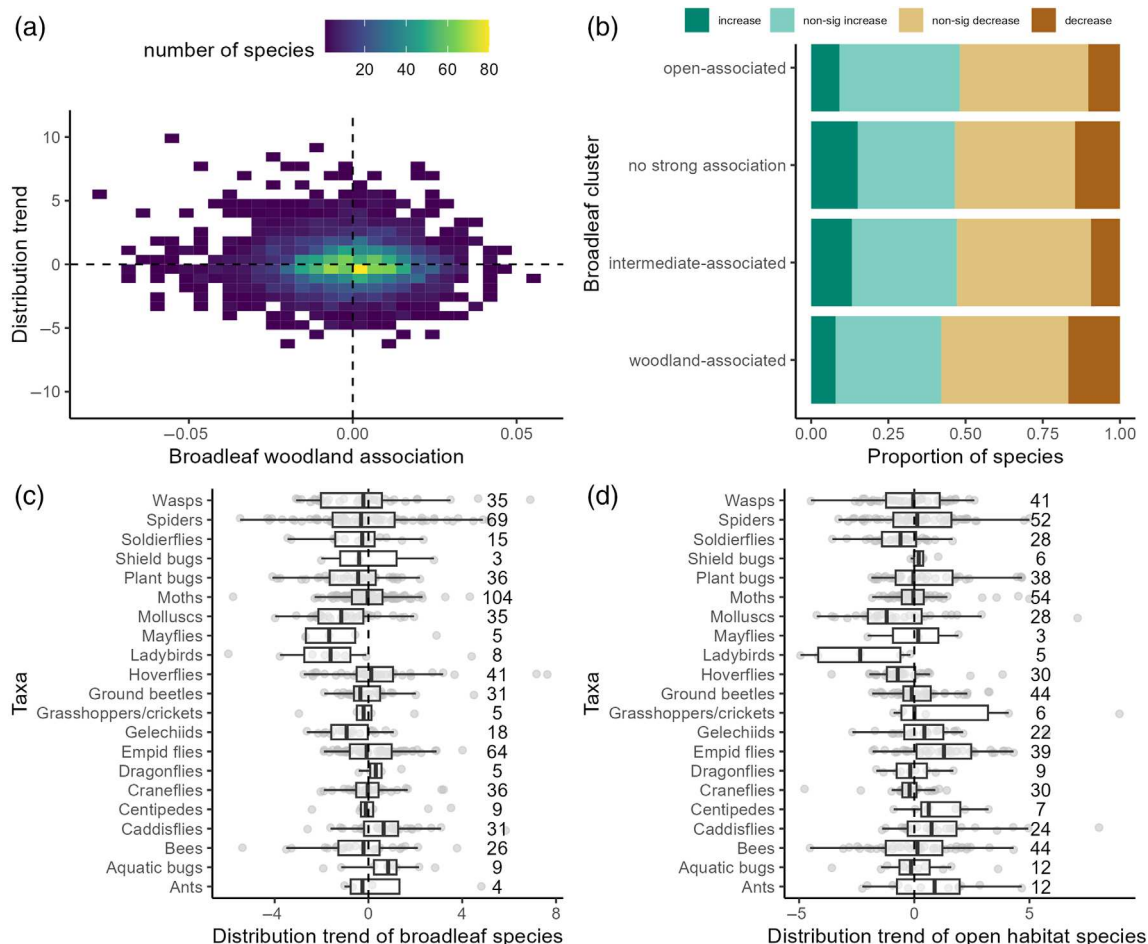 (a)
number of species
20 40 60 80
Distribution trend
10
5
0
−5
−10
−0.05 0.00 0.05
Broadleaf woodland association
(b)
increase non-sig increase non-sig decrease decrease
Broadleaf cluster
open-associated
no strong association
intermediate-associated
woodland-associated
0.00 0.25 0.50 0.75 1.00
Proportion of species
(c)
Taxa
Wasps 35
Spiders 69
Soldierflies 15
Shield bugs 3
Plant bugs 36
Moths 104
Molluscs 35
Mayflies 5
Ladybirds 8
Hoverflies 41
Ground beetles 31
Grasshoppers/crickets 5
Gelechiids 18
Empid flies 64
Dragonflies 5
Craneflies 36
Centipedes 9
Caddisflies 31
Bees 26
Aquatic bugs 9
Ants 4
−4 0 4 8
Distribution trend of broadleaf species
(d)
Taxa
Wasps 41
Spiders 52
Soldierflies 28
Shield bugs 6
Plant bugs 38
Moths 54
Molluscs 28
Mayflies 3
Ladybirds 5
Hoverflies 30
Ground beetles 44
Grasshoppers/crickets 6
Gelechiids 22
Empid flies 39
Dragonflies 9
Craneflies 30
Centipedes 7
Caddisflies 24
Bees 44
Aquatic bugs 12
Ants 12
−5 0 5
Distribution trend of open habitat species